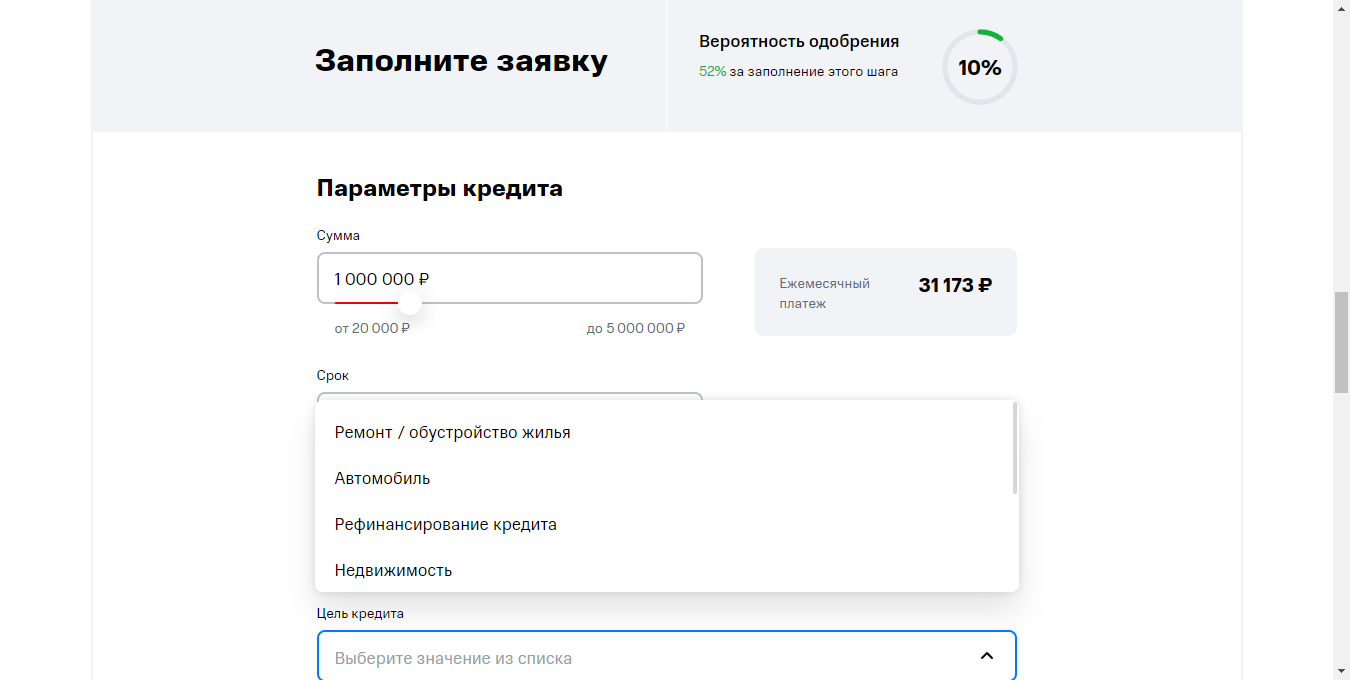 Заполните заявку
Вероятность одобрения
52% за заполнение этого шага
10%
Параметры кредита
Сумма
1 000 000 ₽
от 20 000 ₽
до 5 000 000 ₽
Ежемесячный
платеж
31 173 ₽
Срок
Ремонт / обустройство жилья
Автомобиль
Рефинансирование кредита
Недвижимость
Цель кредита
Выберите значение из списка